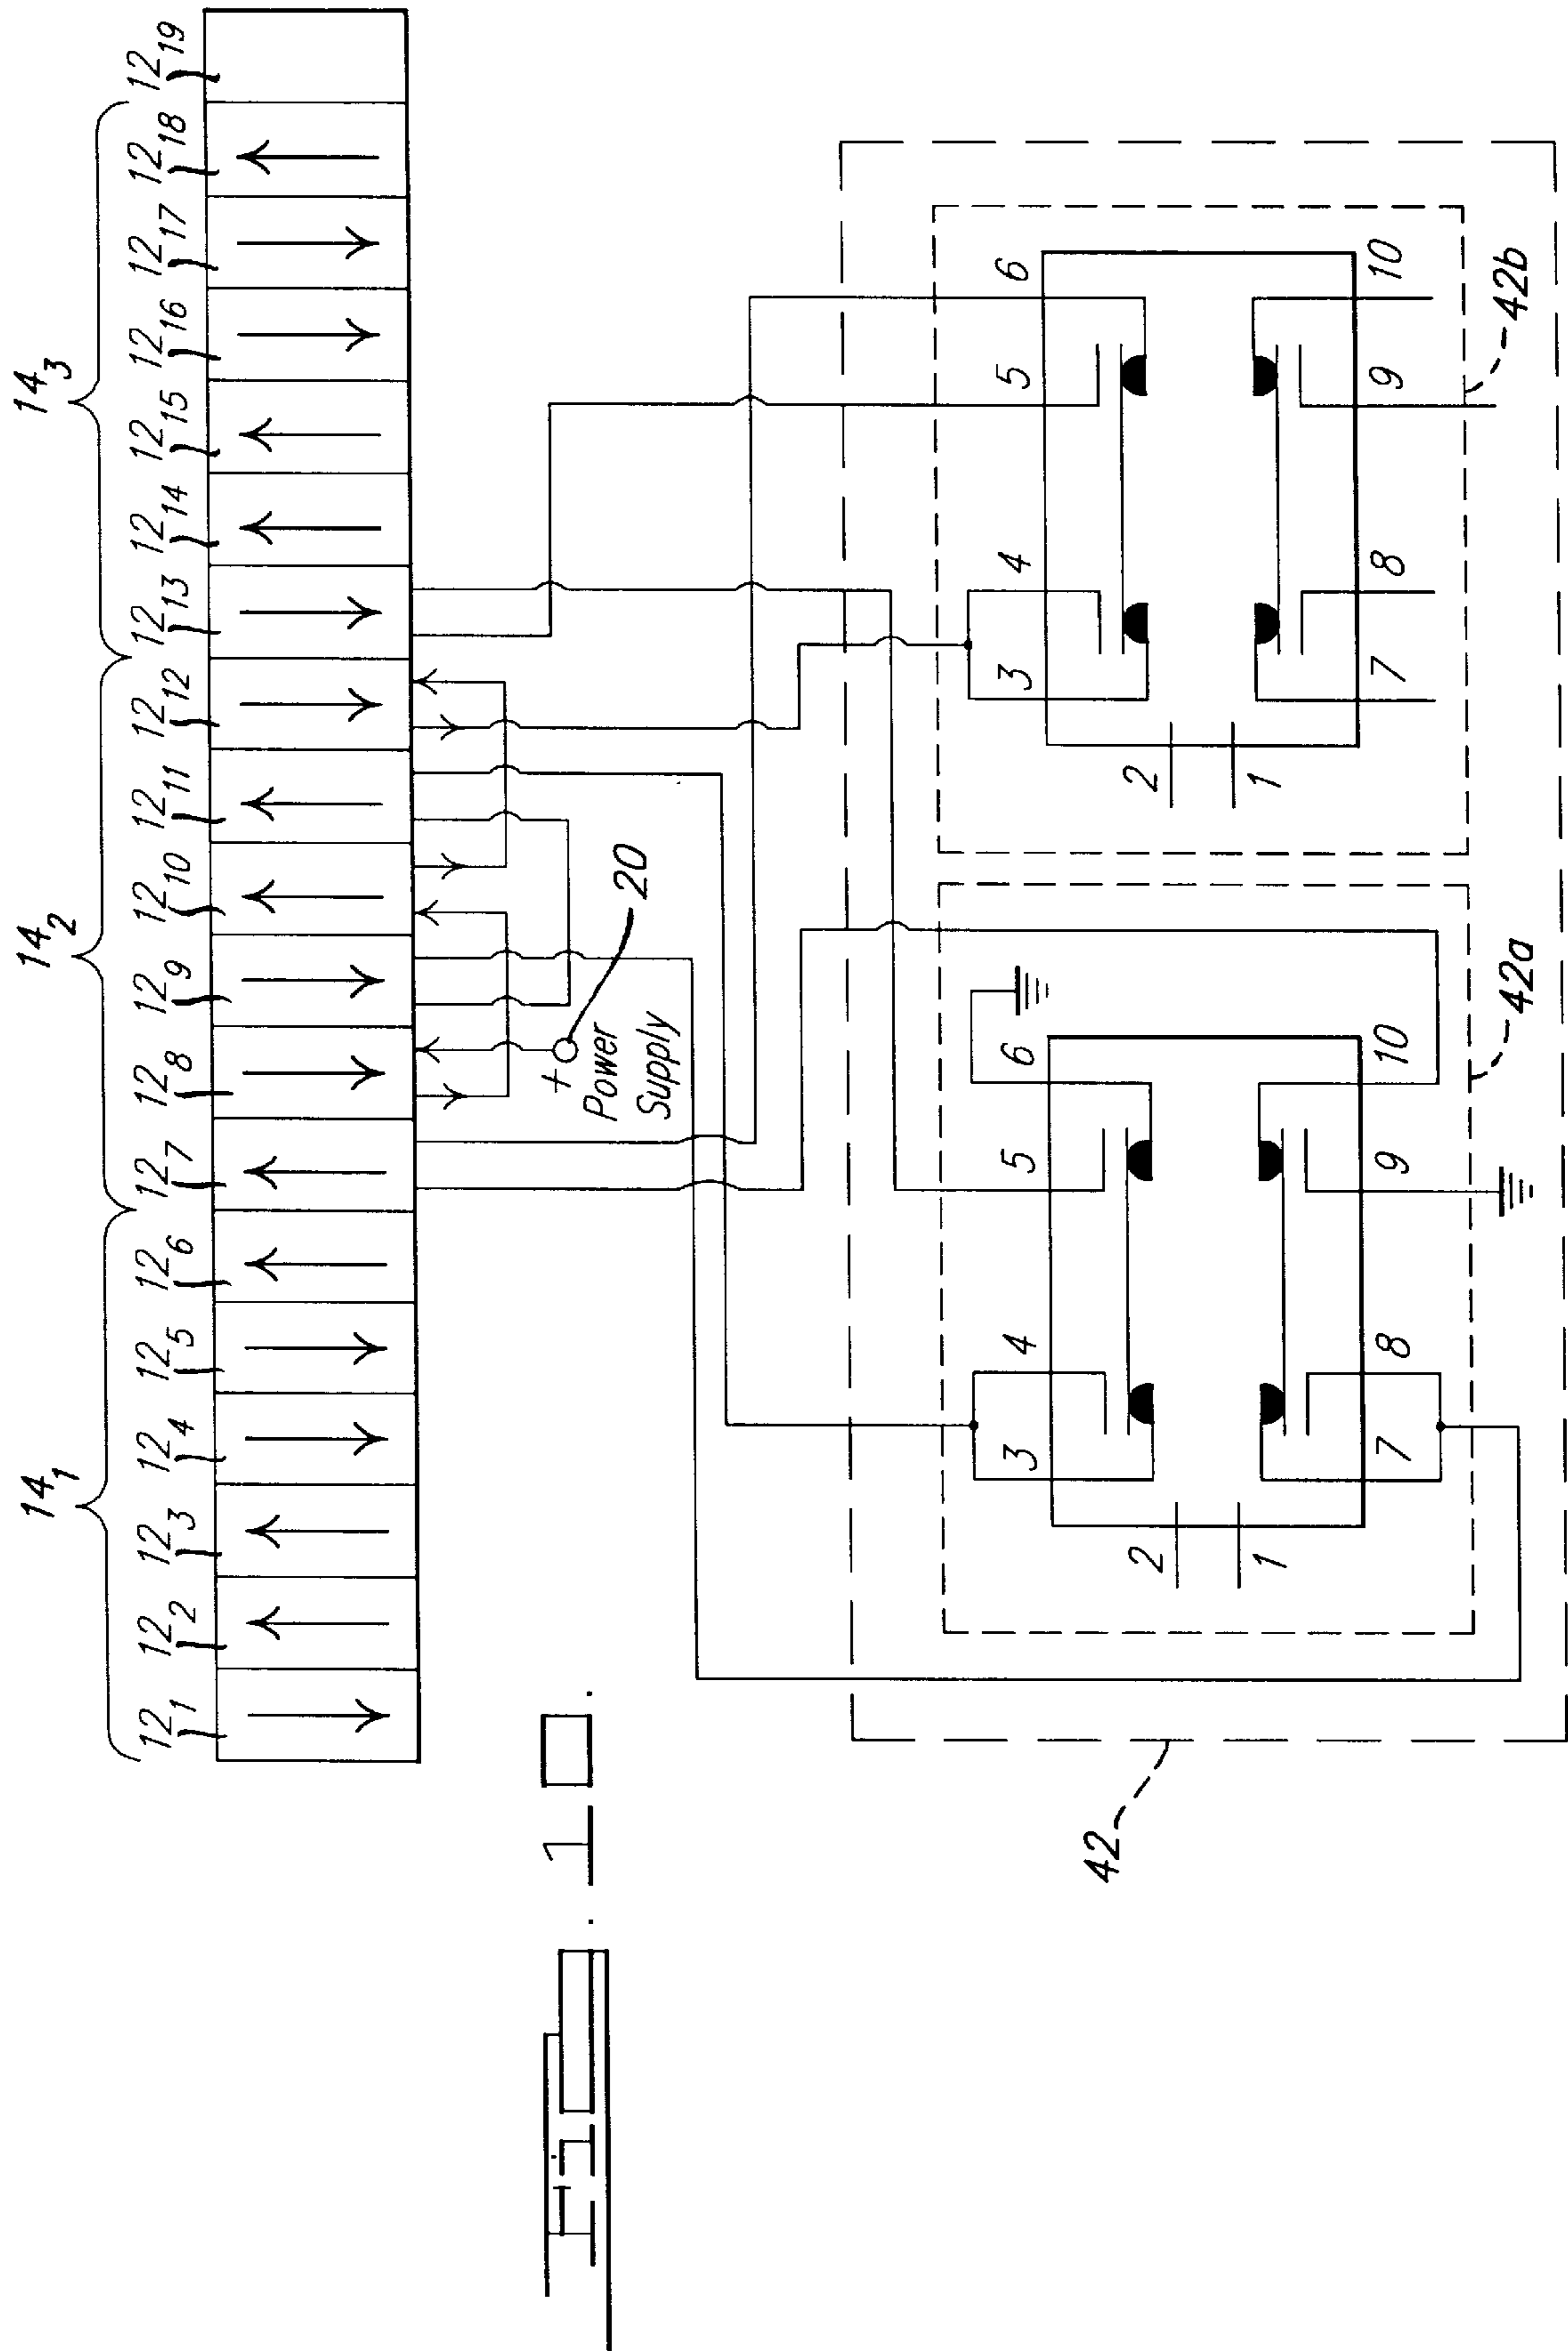 14₁ 14₂ 14₃
12₁ 12₂ 12₃ 12₄ 12₅ 12₆ 12₇ 12₈ 12₉ 12₁₀ 12₁₁ 12₁₂ 12₁₃ 12₁₄ 12₁₅ 12₁₆ 12₁₇ 12₁₈ 12₁₉
+ 20
Power
Supply
3 4 5 6
2
1
7 8 9 10
42a
3 4 5 6
2
1
7 8 9 10
42b
42
Fig. 10.